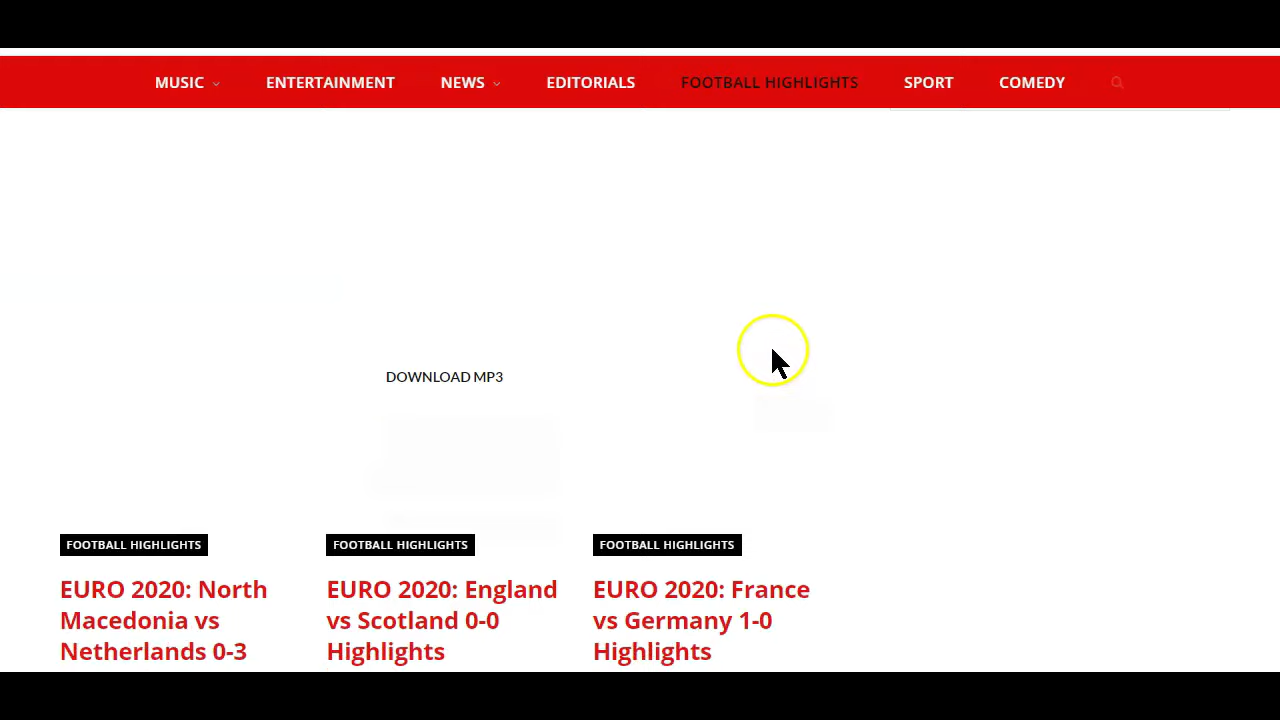 MUSIC ENTERTAINMENT NEWS EDITORIALS FOOTBALL HIGHLIGHTS SPORT COMEDY
DOWNLOAD MP3
FOOTBALL HIGHLIGHTS
EURO 2020: North
Macedonia vs
Netherlands 0-3
FOOTBALL HIGHLIGHTS
EURO 2020: England
vs Scotland 0-0
Highlights
FOOTBALL HIGHLIGHTS
EURO 2020: France
vs Germany 1-0
Highlights